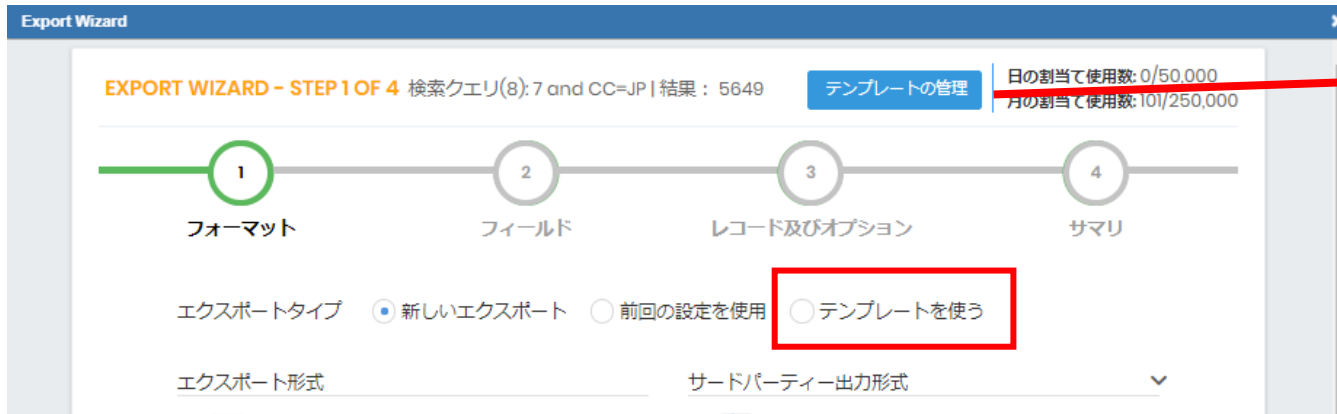 Export Wizard
EXPORT WIZARD - STEP 1 OF 4 検索クエリ(8): 7 and CC=JP | 結果： 5649
テンプレートの管理
日の割当て使用数: 0/50,000
月の割当て使用数: 101/250,000
1 2 3 4
フォーマット フィールド レコード及びオプション サマリ
エクスポートタイプ 新しいエクスポート 前回の設定を使用 テンプレートを使う
エクスポート形式 サードパーティー出力形式